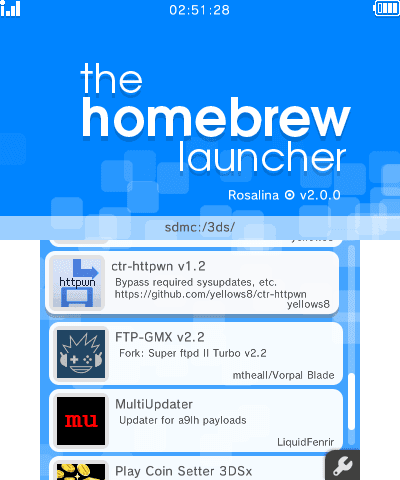 02:51:28
the
homebrew
launcher
Rosalina v2.0.0
sdmc:/3ds/
yellows8
ctr-httpwn v1.2
httpwn
Bypass required sysupdates, etc.
https://github.com/yellows8/ctr-httpwn
yellows8
FTP-GMX v2.2
Fork: Super ftpd II Turbo v2.2
mtheall/Vorpal Blade
MultiUpdater
mu
Updater for a9lh payloads
LiquidFenrir
Play Coin Setter 3DSx